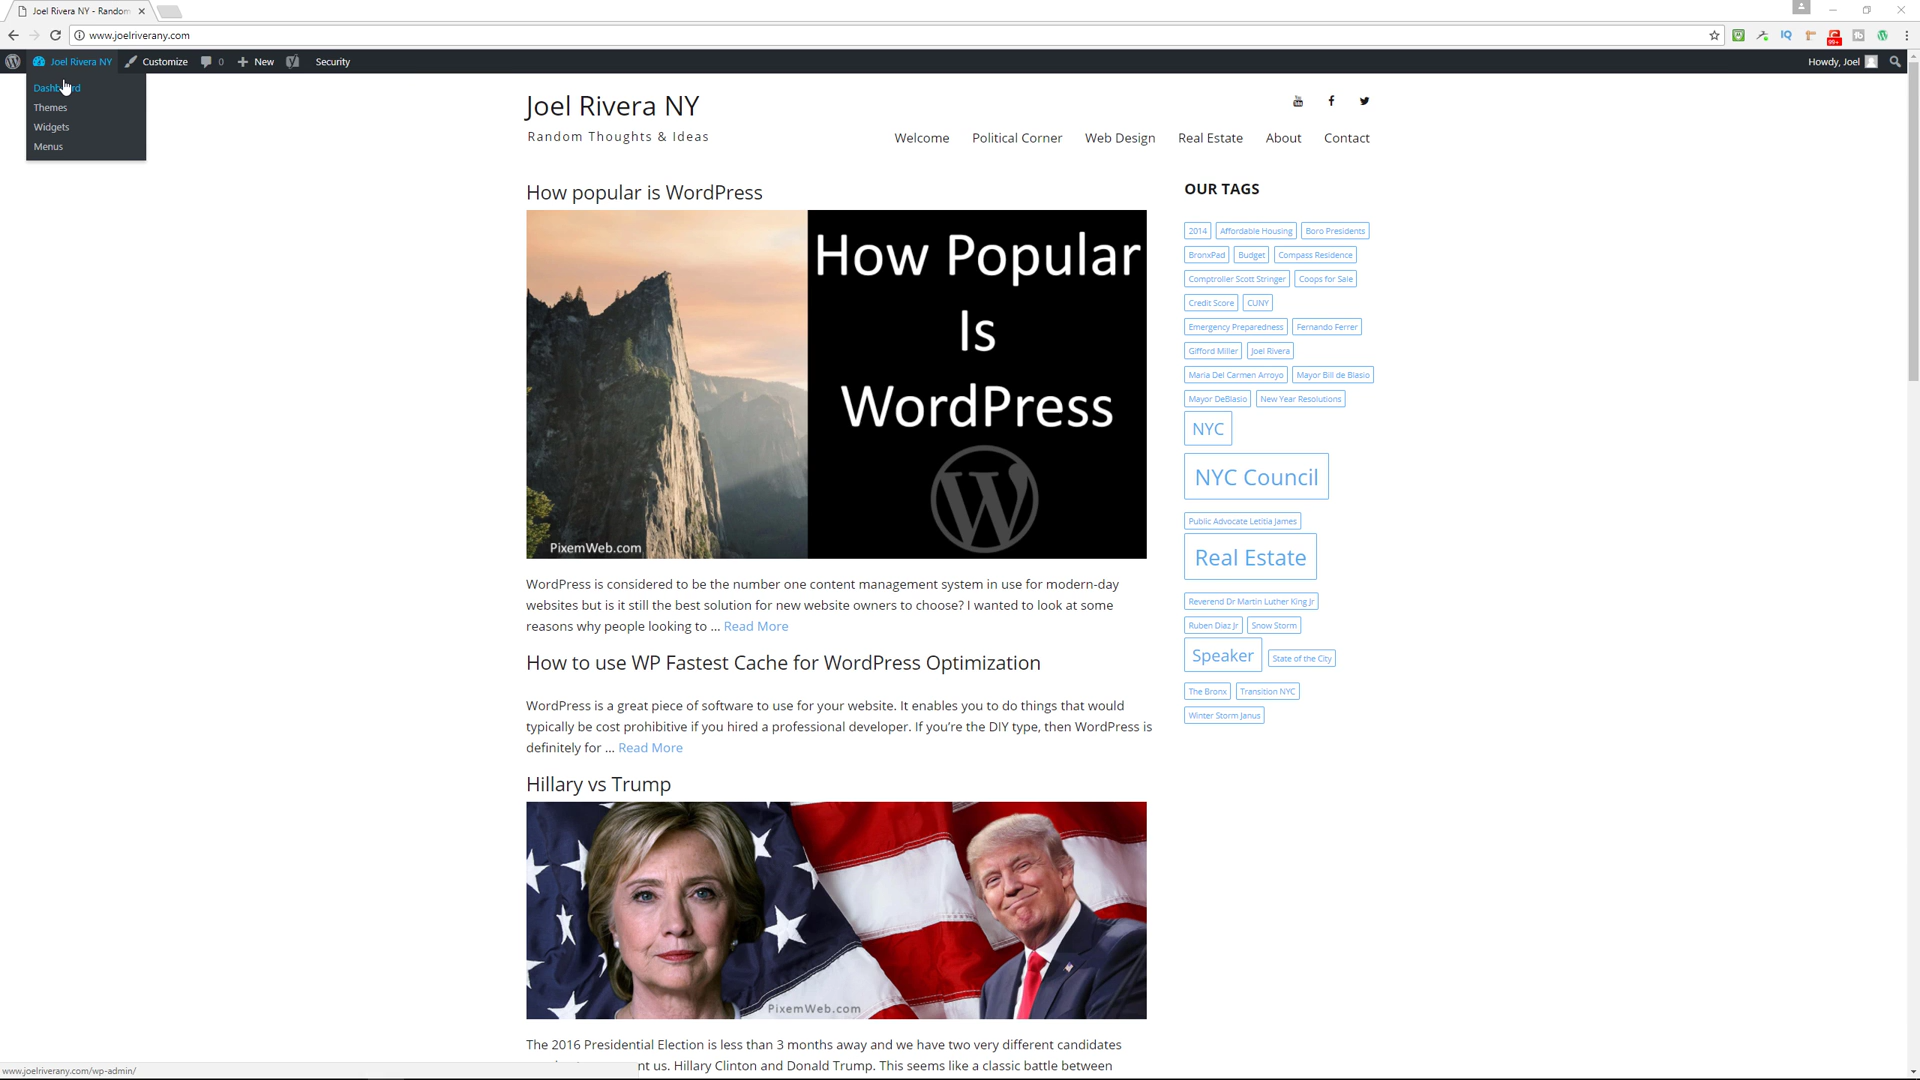 Joel Rivera NY - Random
www.joelriverany.com
Joel Rivera NY
Customize
0
New
Security
Howdy, Joel
Dashboard
Themes
Widgets
Menus
Joel Rivera NY
Random Thoughts & Ideas
Welcome
Political Corner
Web Design
Real Estate
About
Contact
How popular is WordPress
How Popular
Is
WordPress
PixemWeb.com
WordPress is considered to be the number one content management system in use for modern-day
websites but is it still the best solution for new website owners to choose? I wanted to look at some
reasons why people looking to ... Read More
How to use WP Fastest Cache for WordPress Optimization
WordPress is a great piece of software to use for your website. It enables you to do things that would
typically be cost prohibitive if you hired a professional developer. If you're the DIY type, then WordPress is
definitely for ... Read More
Hillary vs Trump
PixemWeb.com
The 2016 Presidential Election is less than 3 months away and we have two very different candidates
nt us. Hillary Clinton and Donald Trump. This seems like a classic battle between
OUR TAGS
2014 Affordable Housing Boro Presidents
BronxPad Budget Compass Residence
Comptroller Scott Stringer Coops for Sale
Credit Score CUNY
Emergency Preparedness Fernando Ferrer
Gifford Miller Joel Rivera
Maria Del Carmen Arroyo Mayor Bill de Blasio
Mayor DeBlasio New Year Resolutions
NYC
NYC Council
Public Advocate Letitia James
Real Estate
Reverend Dr Martin Luther King Jr
Ruben Diaz Jr Snow Storm
Speaker State of the City
The Bronx Transition NYC
Winter Storm Janus
www.joelriverany.com/wp-admin/